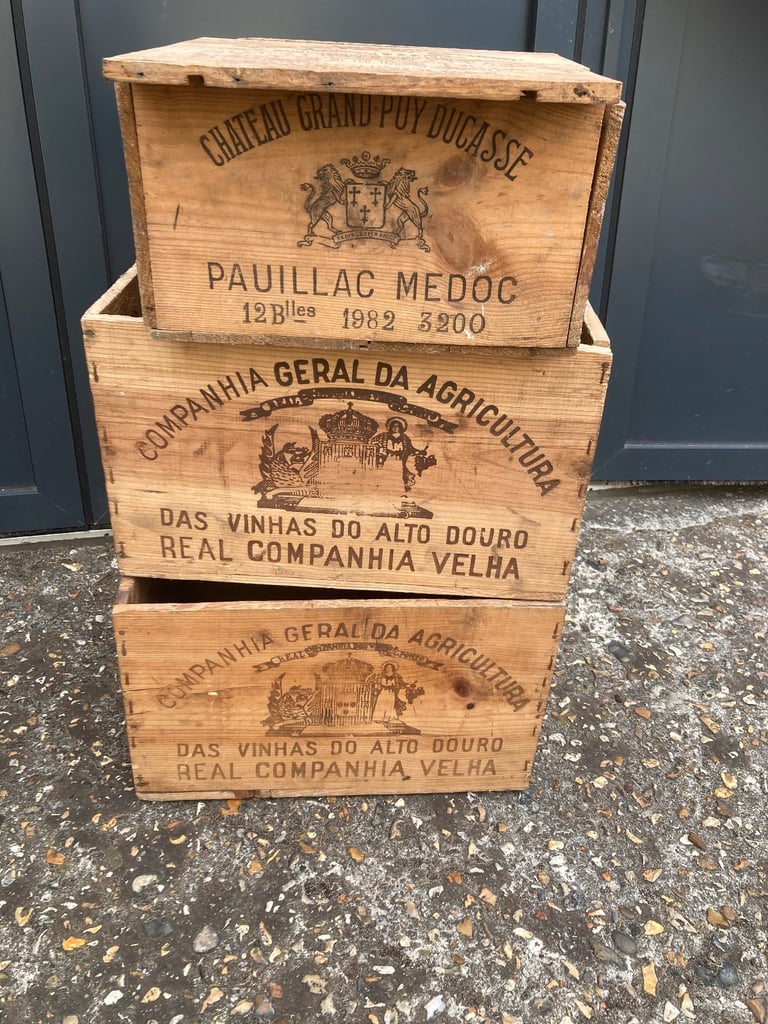 CHATEAU GRAND-PUY DUCASSE
PAUILLAC MEDOC
12Blles 1982 3200
COMPANHIA GERAL DA AGRICULTURA
DAS VINHAS DO ALTO DOURO
REAL COMPANHIA VELHA
COMPANHIA GERAL DA AGRICULTURA
DAS VINHAS DO ALTO DOURO
REAL COMPANHIA VELHA